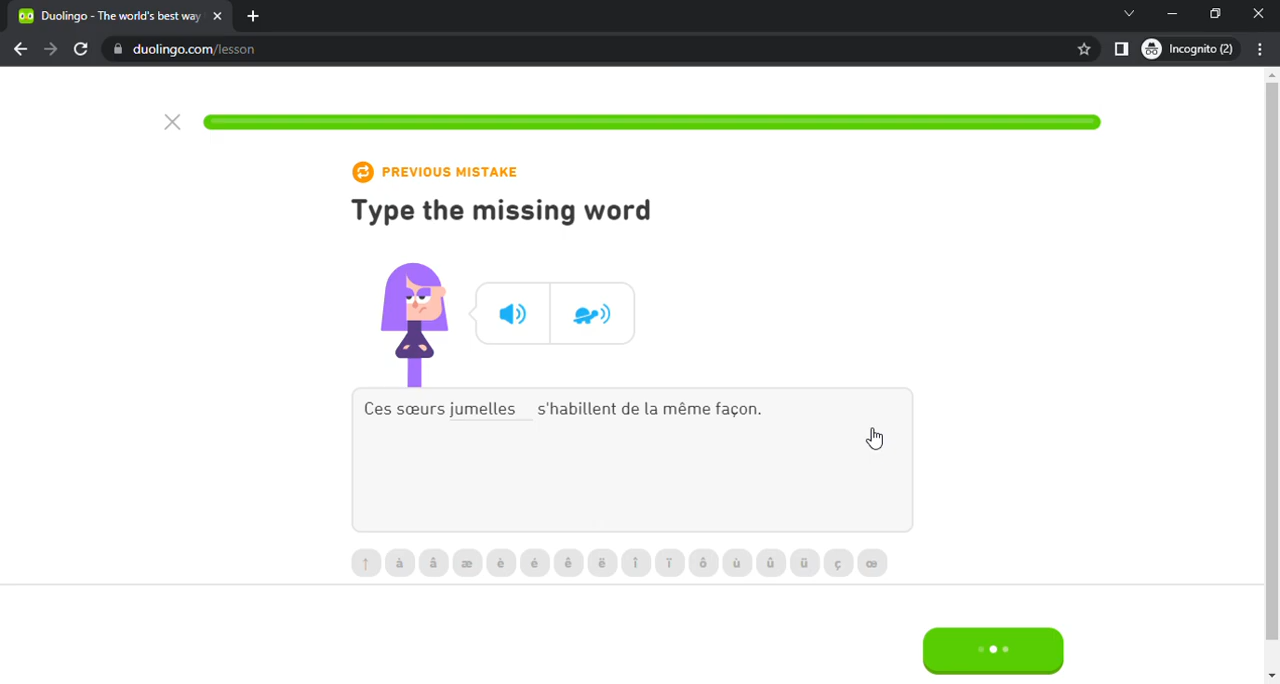 Duolingo - The world's best way
duolingo.com/lesson
Incognito (2)
PREVIOUS MISTAKE
Type the missing word
Ces sœurs jumelles s'habillent de la même façon.
↑ à â æ è é ê ë î ï ô ù û ü ç œ